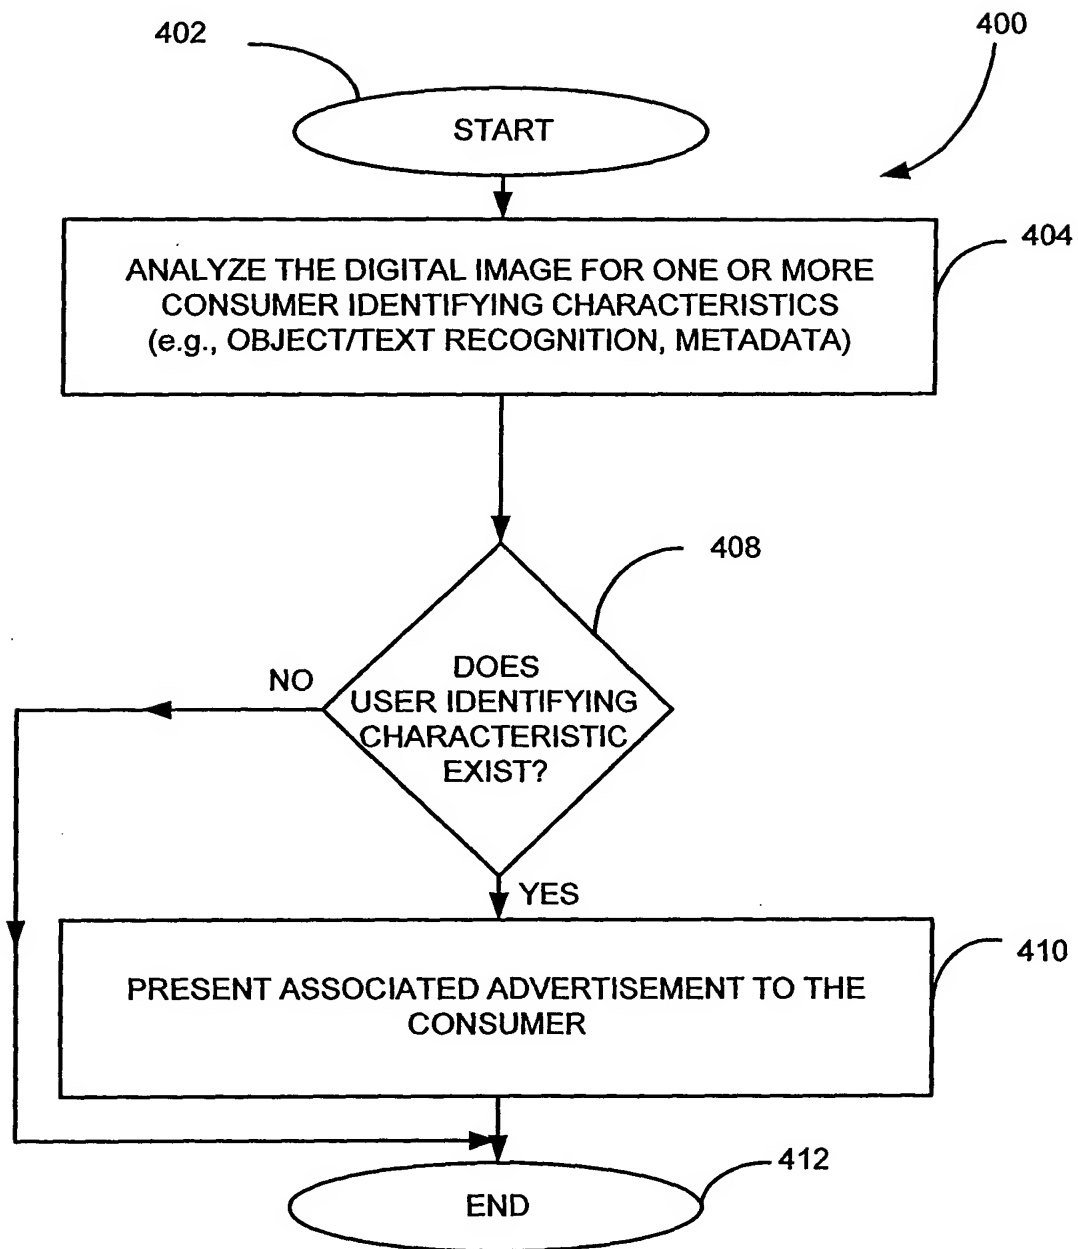 402
400
START
404
ANALYZE THE DIGITAL IMAGE FOR ONE OR MORE
CONSUMER IDENTIFYING CHARACTERISTICS
(e.g., OBJECT/TEXT RECOGNITION, METADATA)
408
NO
DOES
USER IDENTIFYING
CHARACTERISTIC
EXIST?
YES
410
PRESENT ASSOCIATED ADVERTISEMENT TO THE
CONSUMER
412
END